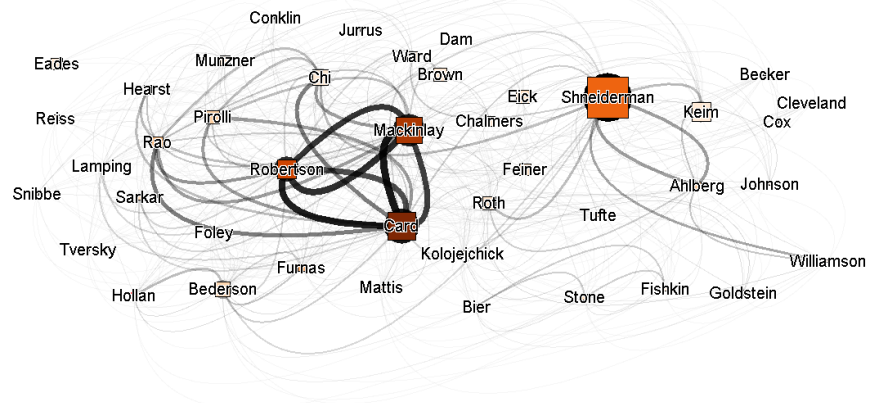 Conklin
Jurrus
Dam
Eades
Munzner
Ward
Brown
Chi
Becker
Hearst
Eick
Shneiderman
Cleveland
Reiss
Pirolli
Mackinlay
Chalmers
Keim
Cox
Rao
Lamping
Robertson
Feiner
Ahlberg
Johnson
Snibbe
Sarkar
Roth
Tufte
Foley
Card
Tversky
Kolojejchick
Williamson
Furnas
Hollan
Bederson
Mattis
Bier
Stone
Fishkin
Goldstein